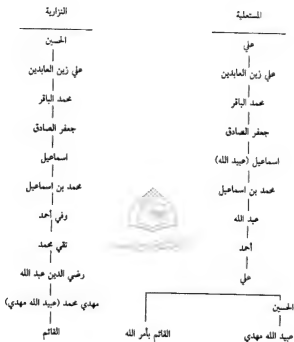 المستعلية
علي
علي زين العابدين
محمد الباقر
جعفر الصادق
اسماعيل (عبيد الله)
محمد بن اسماعيل
عبد الله
أحمد
علي
الحسين
عبيد الله مهدي
القائم بأمر الله
النزارية
الحسين
علي زين العابدين
محمد الباقر
جعفر الصادق
اسماعيل
محمد بن اسماعيل
وفي أحمد
تقي محمد
رضي الدين عبد الله
مهدي محمد (عبيد الله مهدي)
القائم